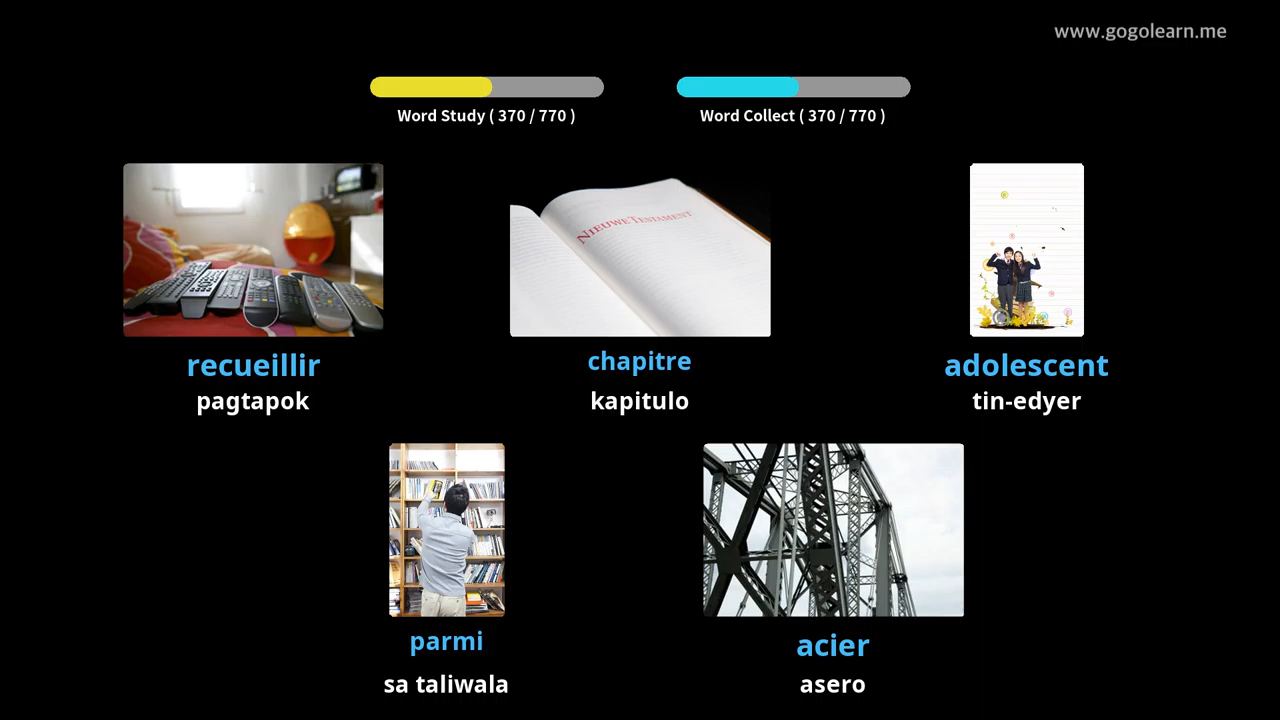 www.gogolearn.me
Word Study ( 370 / 770 )
Word Collect ( 370 / 770 )
NIEUWE TESTAMENT
recueillir
pagtapok
chapitre
kapitulo
adolescent
tin-edyer
parmi
sa taliwala
acier
asero